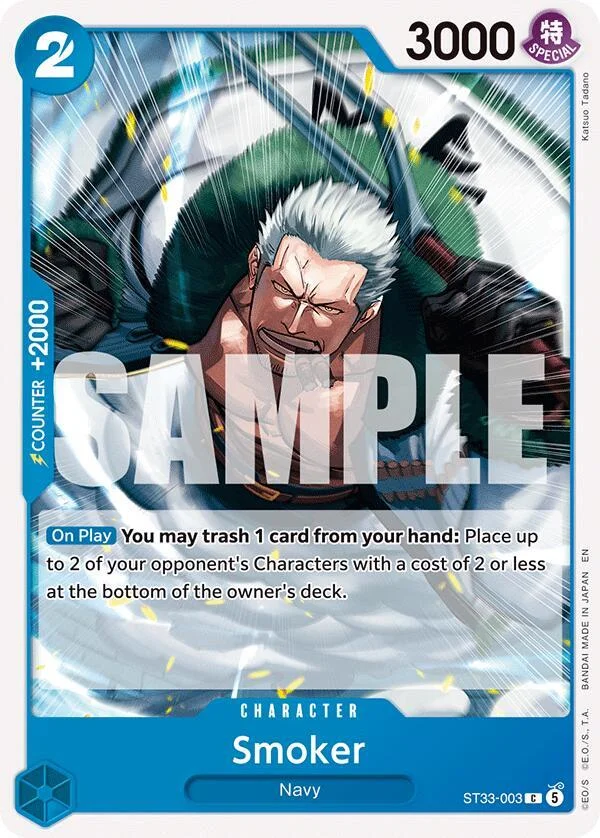 2
3000
特
SPECIAL
Katsuo Tadano
COUNTER +2000
SAMPLE
On Play You may trash 1 card from your hand: Place up
to 2 of your opponent's Characters with a cost of 2 or less
at the bottom of the owner's deck.
CHARACTER
Smoker
Navy
ST33-003 C 5
©EO/S ©E.O./S., T.A. BANDAI MADE IN JAPAN EN